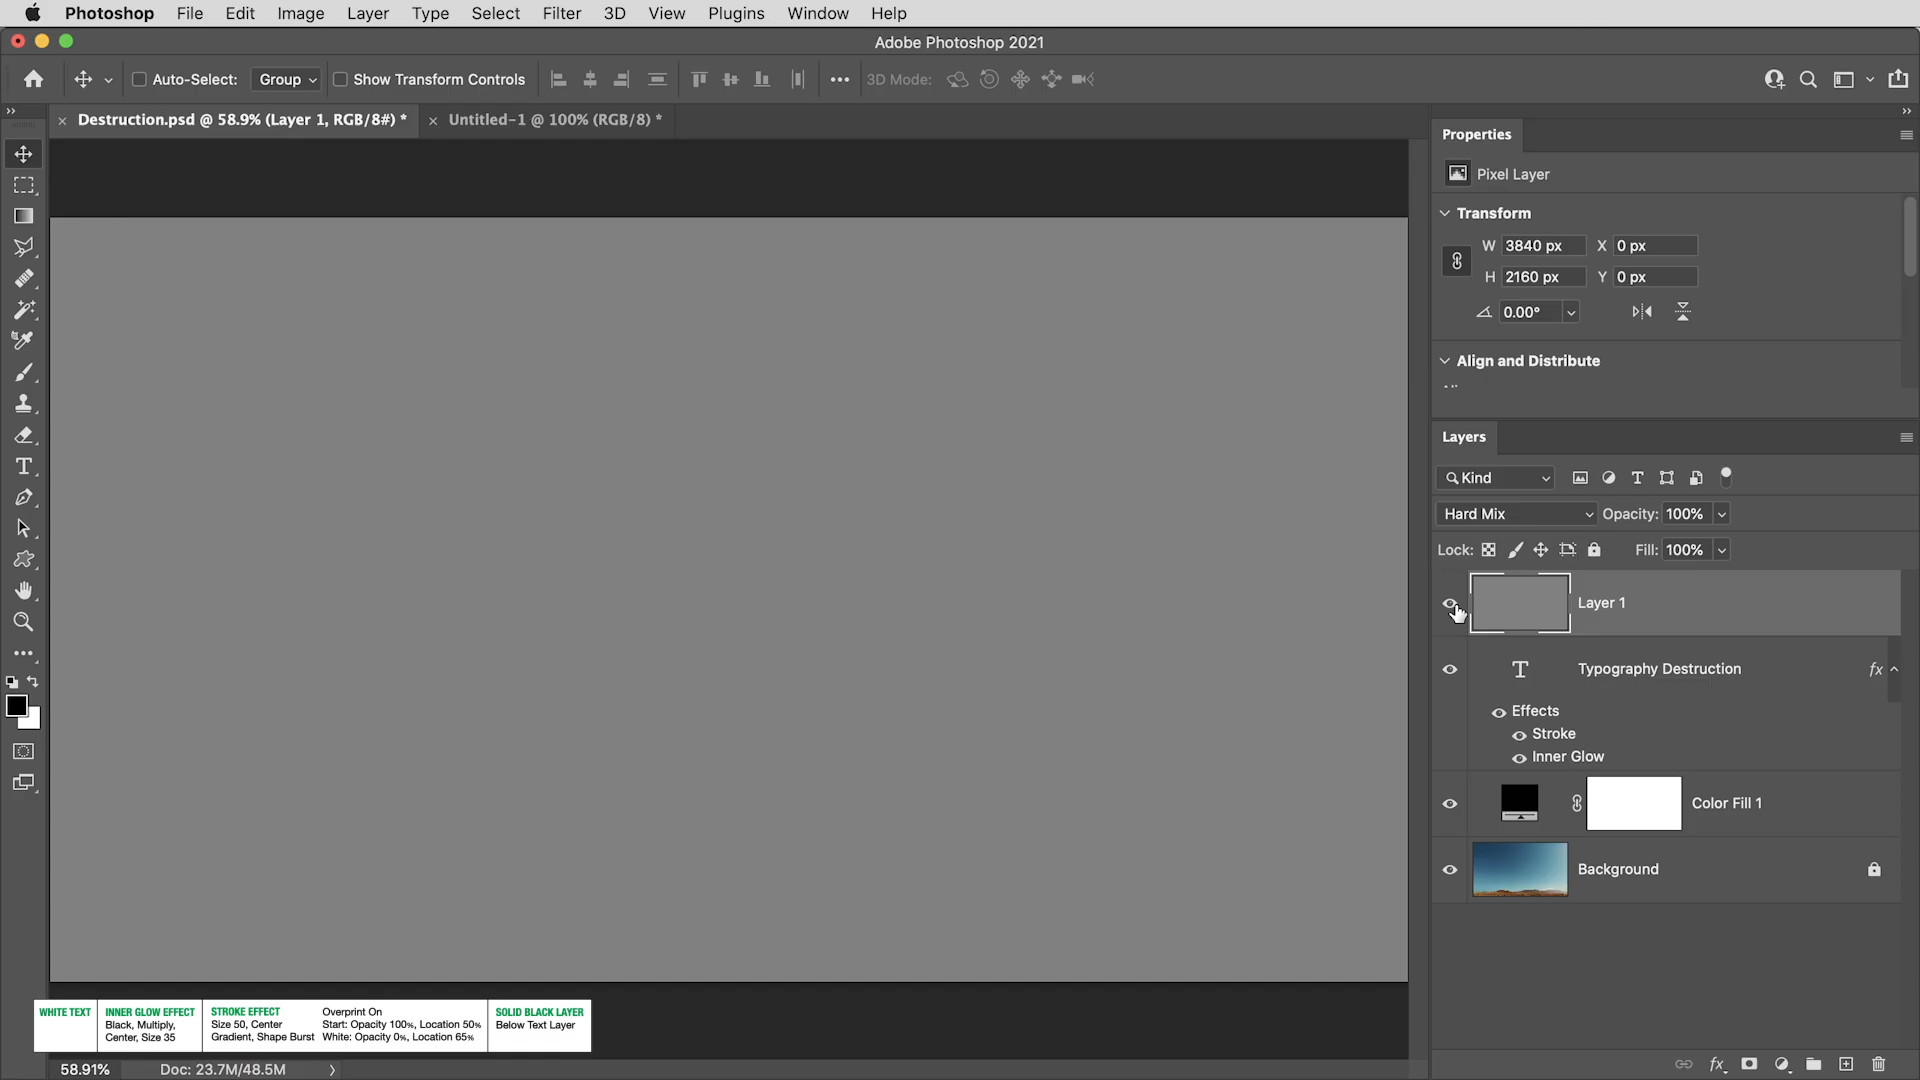 Photoshop File Edit Image Layer Type Select Filter 3D View Plugins Window Help
Adobe Photoshop 2021
Auto-Select: Group Show Transform Controls 3D Mode:
Destruction.psd @ 58.9% (Layer 1, RGB/8#) * Untitled-1 @ 100% (RGB/8) *
Properties
Pixel Layer
Transform
W 3840 px X 0 px
H 2160 px Y 0 px
0.00°
Align and Distribute
Layers
Kind
Hard Mix Opacity: 100%
Lock: Fill: 100%
Layer 1
Typography Destruction fx
Effects
Stroke
Inner Glow
Color Fill 1
Background
WHITE TEXT
INNER GLOW EFFECT
Black, Multiply,
Center, Size 35
STROKE EFFECT
Size 50, Center
Gradient, Shape Burst
Overprint On
Start: Opacity 100%, Location 50%
White: Opacity 0%, Location 65%
SOLID BLACK LAYER
Below Text Layer
58.91% Doc: 23.7M/48.5M
fx